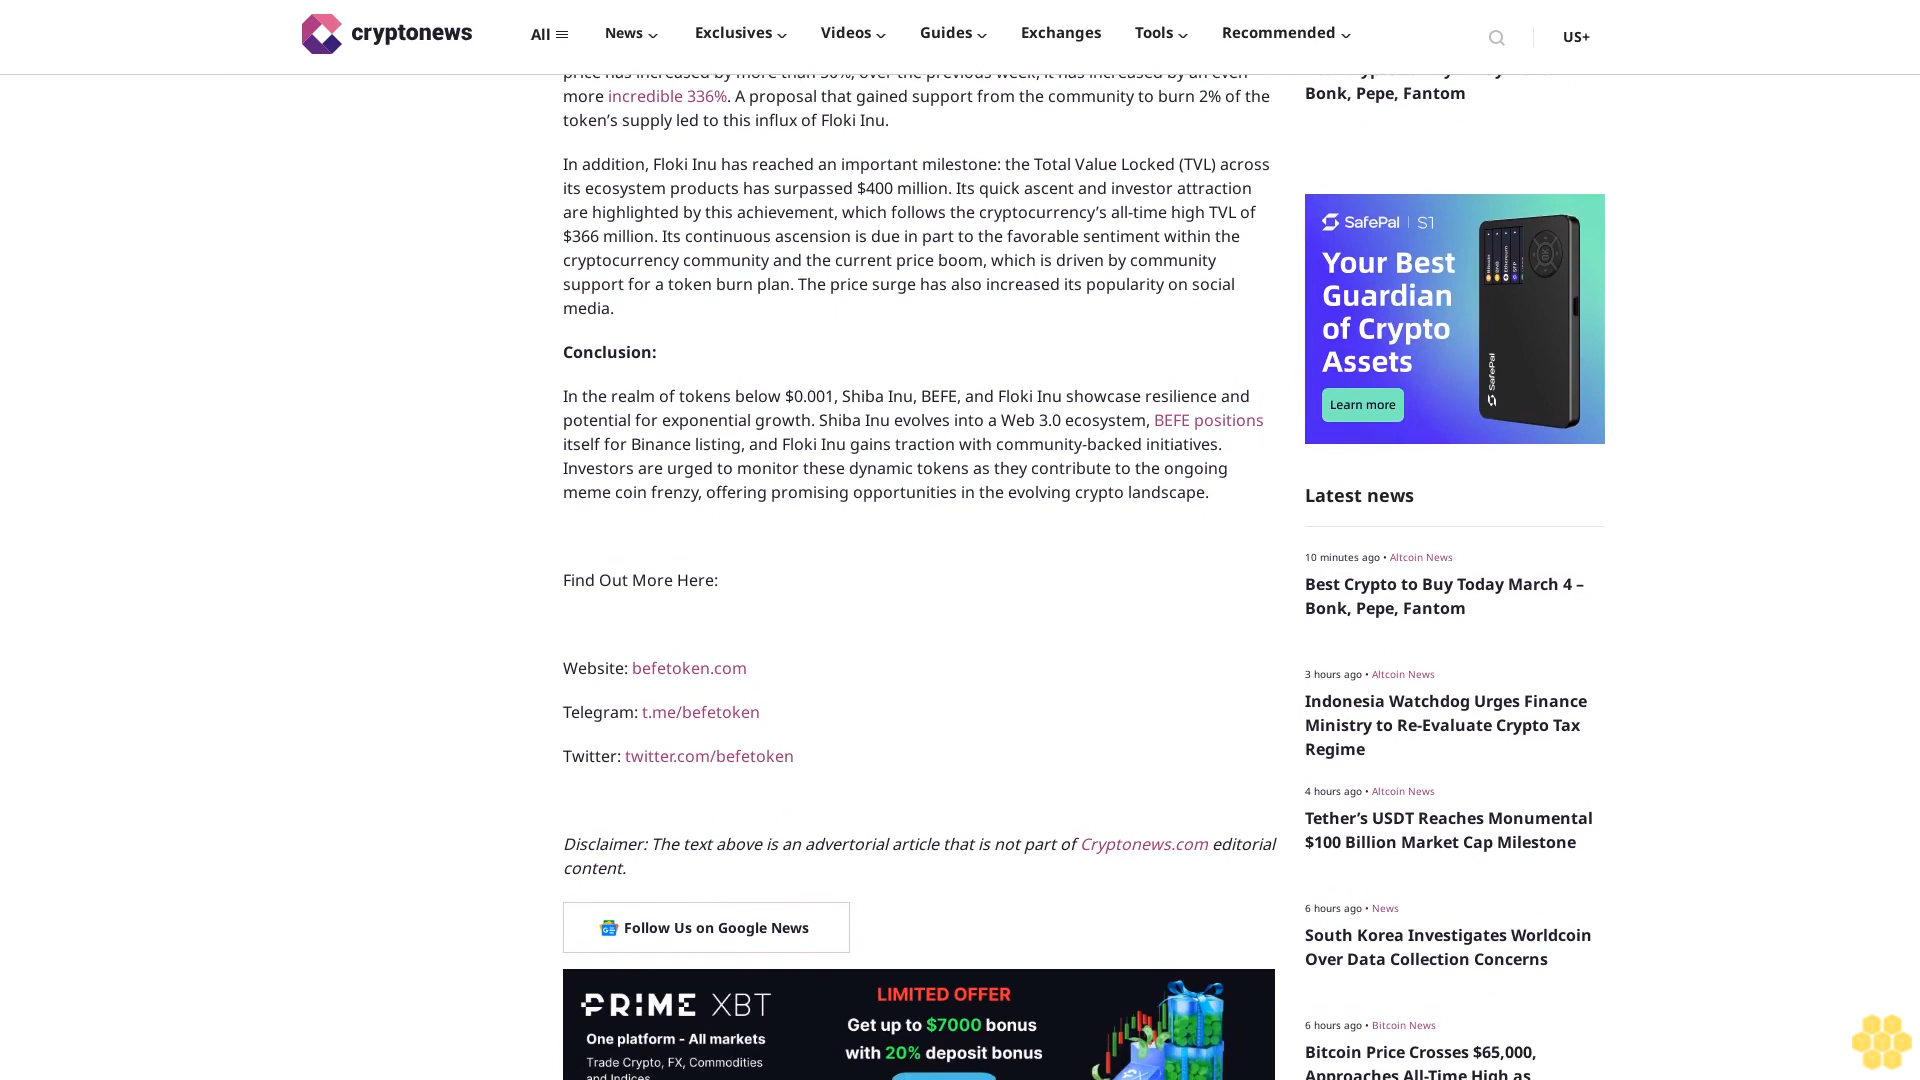 cryptonews
All
News
Exclusives
Videos
Guides
Exchanges
Tools
Recommended
US+
price has increased by more than 50%, over the previous week, it has increased by an even
more incredible 336%. A proposal that gained support from the community to burn 2% of the
token’s supply led to this influx of Floki Inu.
In addition, Floki Inu has reached an important milestone: the Total Value Locked (TVL) across
its ecosystem products has surpassed $400 million. Its quick ascent and investor attraction
are highlighted by this achievement, which follows the cryptocurrency’s all-time high TVL of
$366 million. Its continuous ascension is due in part to the favorable sentiment within the
cryptocurrency community and the current price boom, which is driven by community
support for a token burn plan. The price surge has also increased its popularity on social
media.
Conclusion:
In the realm of tokens below $0.001, Shiba Inu, BEFE, and Floki Inu showcase resilience and
potential for exponential growth. Shiba Inu evolves into a Web 3.0 ecosystem, BEFE positions
itself for Binance listing, and Floki Inu gains traction with community-backed initiatives.
Investors are urged to monitor these dynamic tokens as they contribute to the ongoing
meme coin frenzy, offering promising opportunities in the evolving crypto landscape.
Find Out More Here:
Website: befetoken.com
Telegram: t.me/befetoken
Twitter: twitter.com/befetoken
Disclaimer: The text above is an advertorial article that is not part of Cryptonews.com editorial
content.
Follow Us on Google News
PRIME XBT
One platform - All markets
Trade Crypto, FX, Commodities
and Indices
LIMITED OFFER
Get up to $7000 bonus
with 20% deposit bonus
Bonk, Pepe, Fantom
SafePal | S1
Your Best
Guardian
of Crypto
Assets
Learn more
SafePal
Latest news
10 minutes ago • Altcoin News
Best Crypto to Buy Today March 4 –
Bonk, Pepe, Fantom
3 hours ago • Altcoin News
Indonesia Watchdog Urges Finance
Ministry to Re-Evaluate Crypto Tax
Regime
4 hours ago • Altcoin News
Tether’s USDT Reaches Monumental
$100 Billion Market Cap Milestone
6 hours ago • News
South Korea Investigates Worldcoin
Over Data Collection Concerns
6 hours ago • Bitcoin News
Bitcoin Price Crosses $65,000,
Approaches All-Time High as